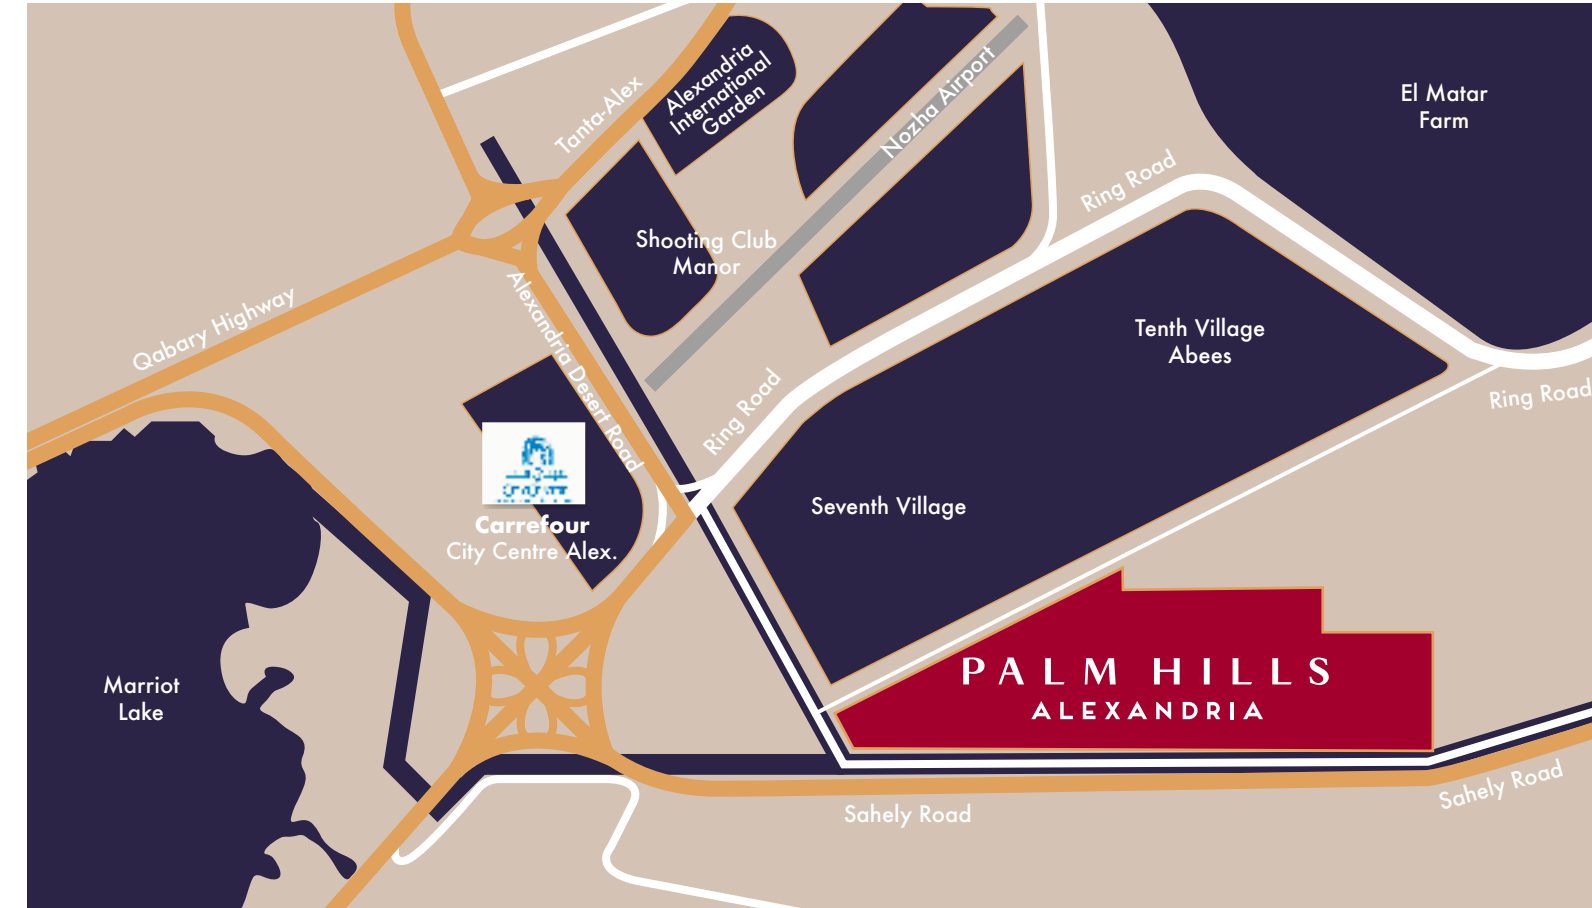 Alexandria
International
Garden
Tanta-Alex
Nozha Airport
El Matar
Farm
Ring Road
Shooting Club
Manor
Qabary Highway
Alexandria Desert Road
Tenth Village
Abees
Ring Road
Ring Road
Seventh Village
Carrefour
City Centre Alex.
Marriot
Lake
PALM HILLS
ALEXANDRIA
Sahely Road
Sahely Road